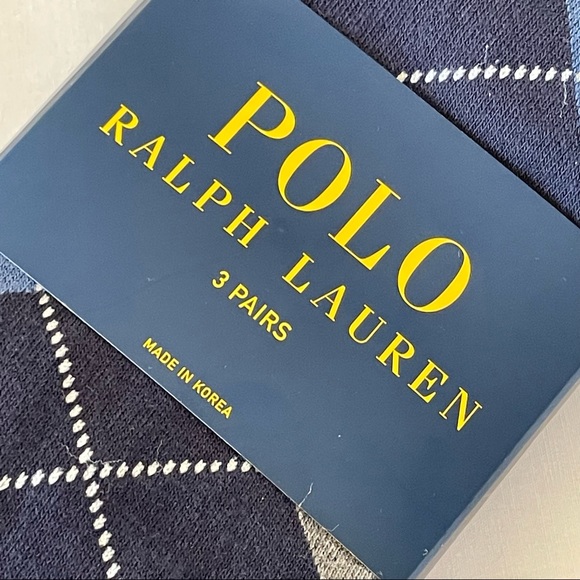 POLO
RALPH LAUREN
3 PAIRS
MADE IN KOREA